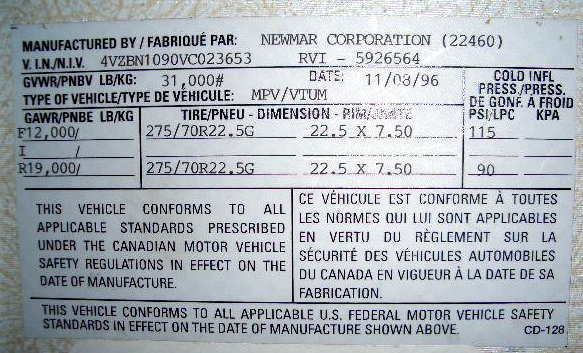 MANUFACTURED BY / FABRIQUÉ PAR: NEWMAR CORPORATION (22460)
V. I.N./N.I.V. 4VZBN1090VC023653 RVI - 5926564
GVWR/PNBV LB/KG: 31,000# DATE: 11/08/96
TYPE OF VEHICLE/TYPE DE VÉHICULE: MPV/VTUM
COLD INFL
PRESS./PRESS.
DE GONF. A FROID
GAWR/PNBE LB/KG TIRE/PNEU - DIMENSION - RIM/JANTE PSI/LPC KPA
F12,000/ 275/70R22.5G 22.5 X 7.50 115
I /
R19,000/ 275/70R22.5G 22.5 X 7.50 90
THIS VEHICLE CONFORMS TO ALL
APPLICABLE STANDARDS PRESCRIBED
UNDER THE CANADIAN MOTOR VEHICLE
SAFETY REGULATIONS IN EFFECT ON THE
DATE OF MANUFACTURE.
CE VÉHICULE EST CONFORME À TOUTES
LES NORMES QUI LUI SONT APPLICABLES
EN VERTU DU RÈGLEMENT SUR LA
SÉCURITÉ DES VÉHICULES AUTOMOBILES
DU CANADA EN VIGUEUR À LA DATE DE SA
FABRICATION.
THIS VEHICLE CONFORMS TO ALL APPLICABLE U.S. FEDERAL MOTOR VEHICLE SAFETY
STANDARDS IN EFFECT ON THE DATE OF MANUFACTURE SHOWN ABOVE. CD-128